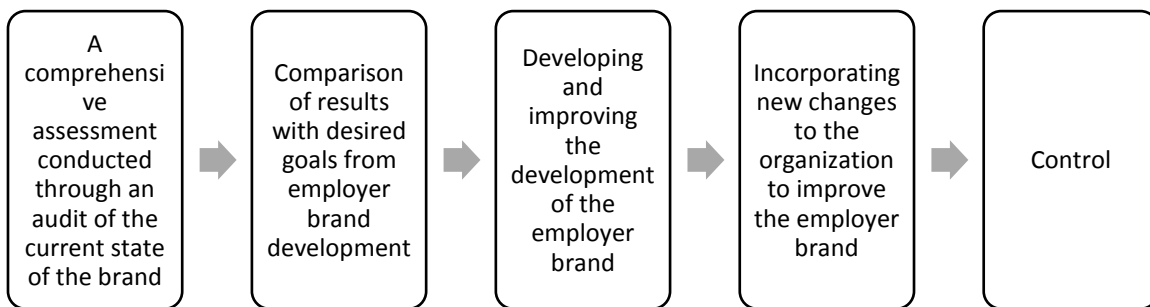 A
comprehensi
ve
assessment
conducted
through an
audit of the
current state
of the brand
Comparison
of results
with desired
goals from
employer
brand
development
Developing
and
improving
the
development
of the
employer
brand
Incorporating
new changes
to the
organization
to improve
the employer
brand
Control